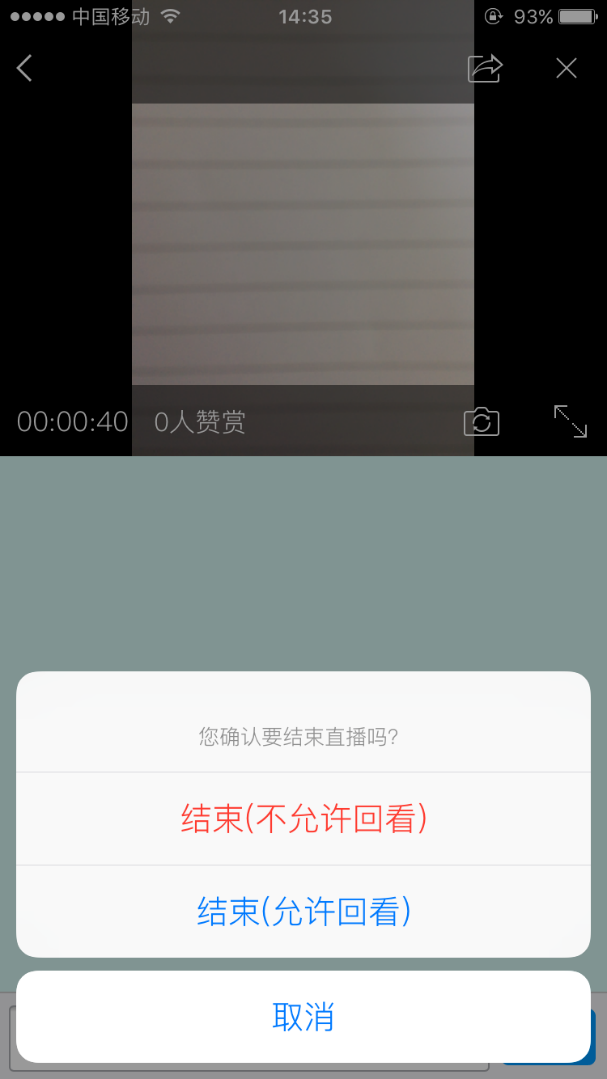 中国移动 14:35 93%
00:00:40 0人赞赏
您确认要结束直播吗?
结束(不允许回看)
结束(允许回看)
取消